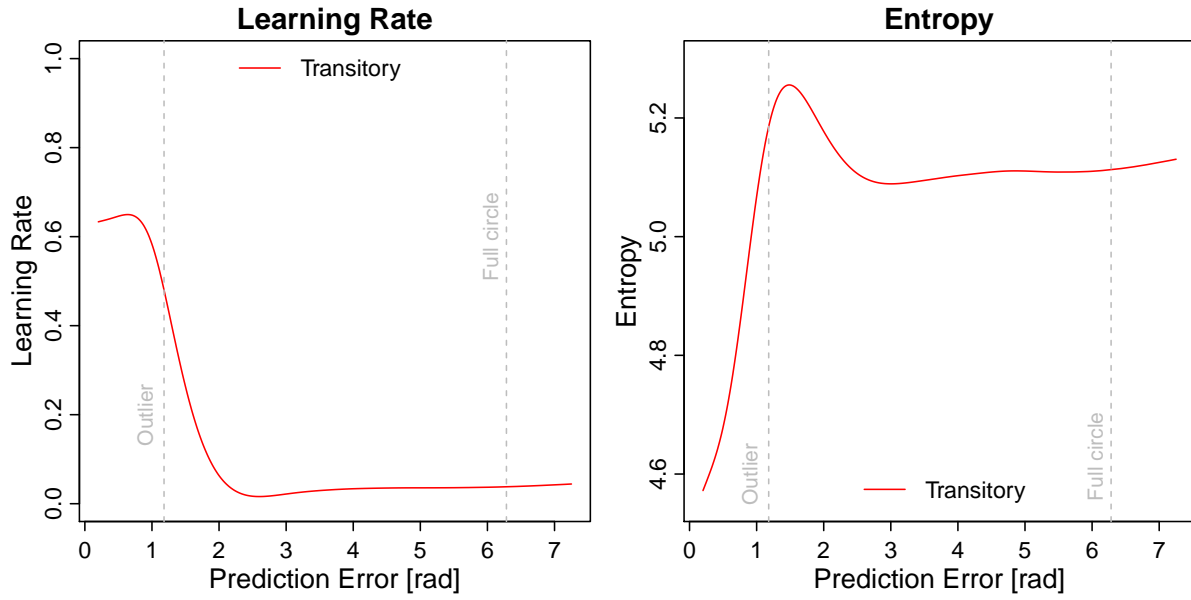 Learning Rate
Transitory
Learning Rate
0.0
0.2
0.4
0.6
0.8
1.0
Outlier
Full circle
0 1 2 3 4 5 6 7
Prediction Error [rad]
Entropy
Entropy
4.6
4.8
5.0
5.2
Outlier
Full circle
Transitory
0 1 2 3 4 5 6 7
Prediction Error [rad]